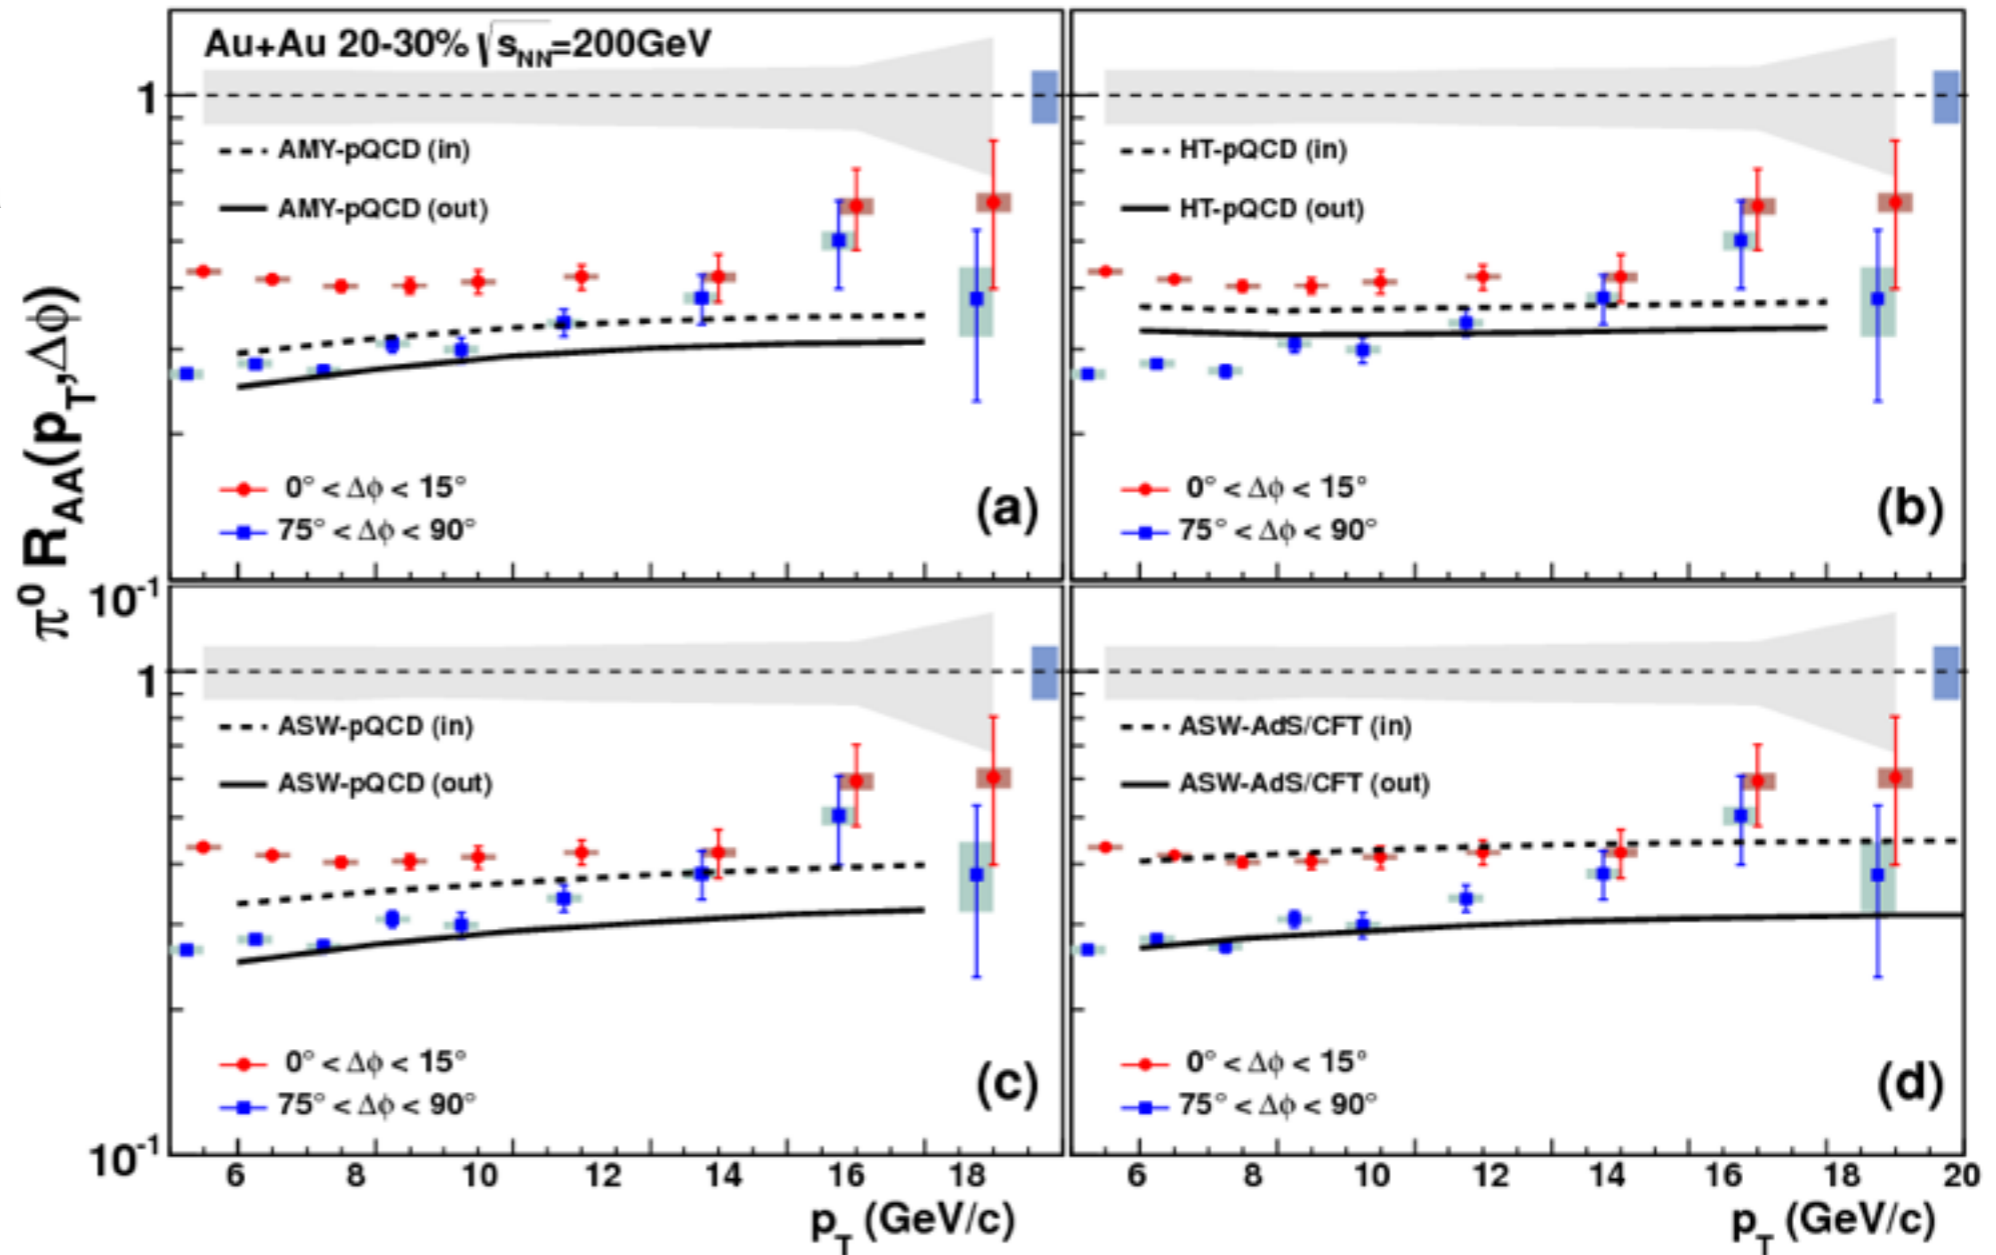 Au+Au 20-30% √sNN=200GeV
π⁰ RAA(pT,Δϕ)
1
AMY-pQCD (in)
AMY-pQCD (out)
0° < Δϕ < 15°
75° < Δϕ < 90°
(a)
HT-pQCD (in)
HT-pQCD (out)
0° < Δϕ < 15°
75° < Δϕ < 90°
(b)
10⁻¹
1
ASW-pQCD (in)
ASW-pQCD (out)
0° < Δϕ < 15°
75° < Δϕ < 90°
(c)
ASW-AdS/CFT (in)
ASW-AdS/CFT (out)
0° < Δϕ < 15°
75° < Δϕ < 90°
(d)
10⁻¹
6 8 10 12 14 16 18 6 8 10 12 14 16 18 20
pT (GeV/c) pT (GeV/c)